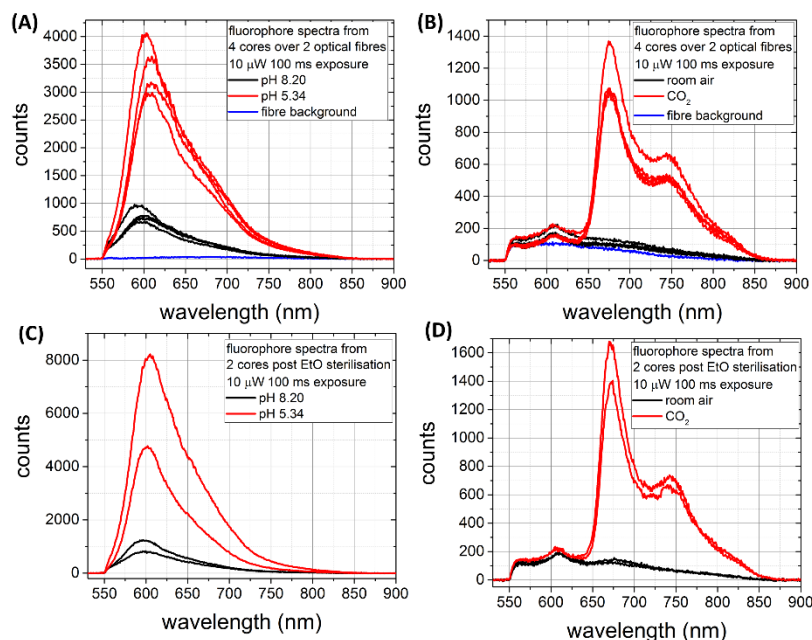 (A)
fluorophore spectra from
4 cores over 2 optical fibres
10 µW 100 ms exposure
pH 8.20
pH 5.34
fibre background
counts
4000
3500
3000
2500
2000
1500
1000
500
0
550 600 650 700 750 800 850 900
wavelength (nm)
(B)
fluorophore spectra from
4 cores over 2 optical fibres
10 µW 100 ms exposure
room air
CO₂
fibre background
counts
1400
1200
1000
800
600
400
200
0
550 600 650 700 750 800 850 900
wavelength (nm)
(C)
fluorophore spectra from
2 cores post EtO sterilisation
10 µW 100 ms exposure
pH 8.20
pH 5.34
counts
8000
6000
4000
2000
0
550 600 650 700 750 800 850 900
wavelength (nm)
(D)
fluorophore spectra from
2 cores post EtO sterilisation
10 µW 100 ms exposure
room air
CO₂
counts
1600
1400
1200
1000
800
600
400
200
0
550 600 650 700 750 800 850 900
wavelength (nm)